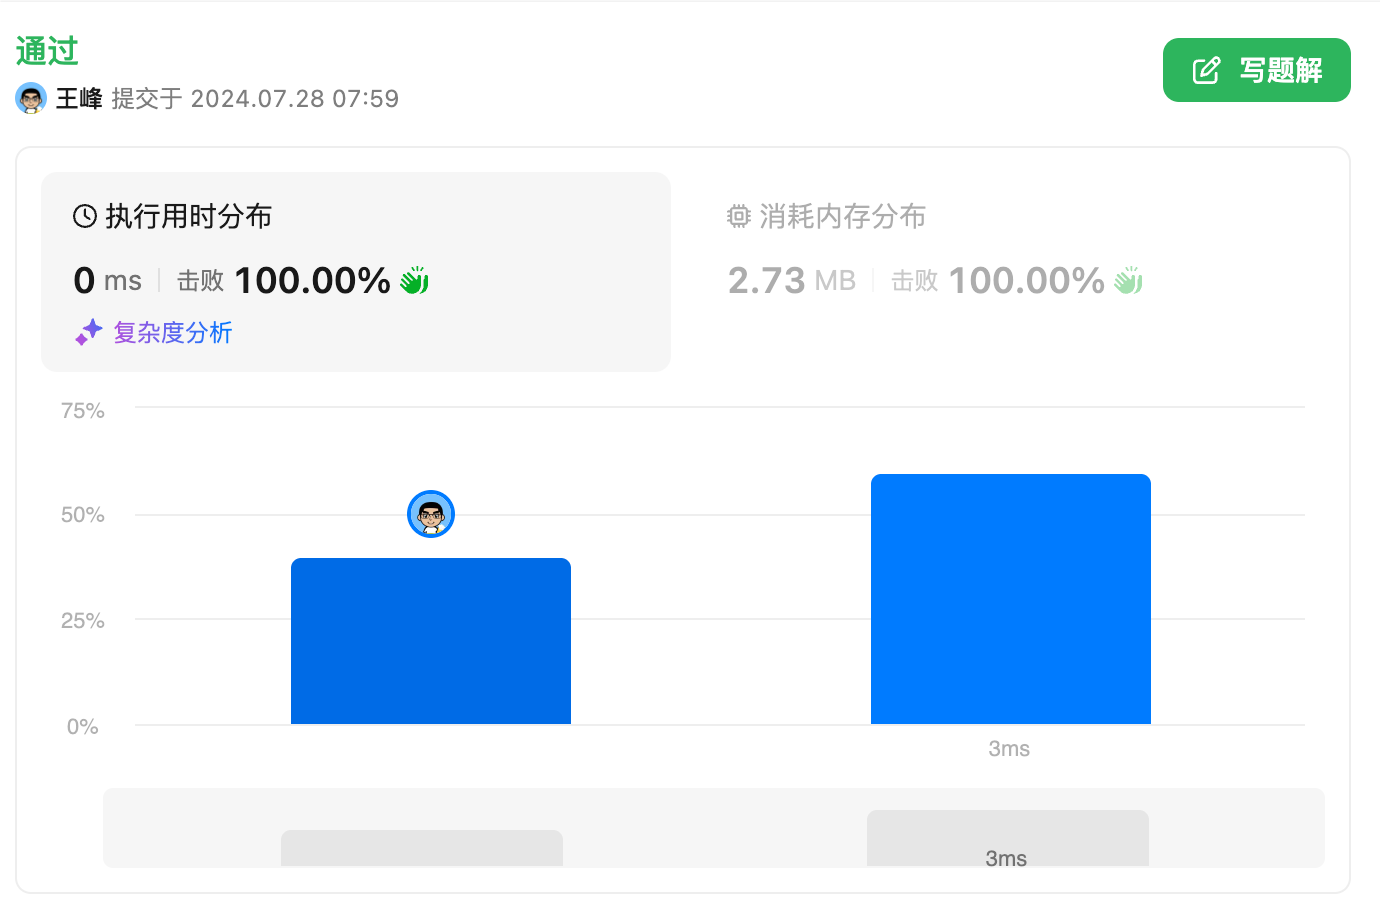 通过
写题解
王峰 提交于 2024.07.28 07:59
执行用时分布
0 ms 击败 100.00%
复杂度分析
消耗内存分布
2.73 MB 击败 100.00%
75%
50%
25%
0%
3ms
3ms